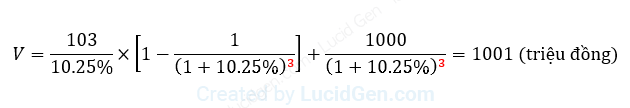 V = 103/10.25% × [1 − 1/(1 + 10.25%)³] + 1000/(1 + 10.25%)³ = 1001 (triệu đồng)
Created by LucidGen.com